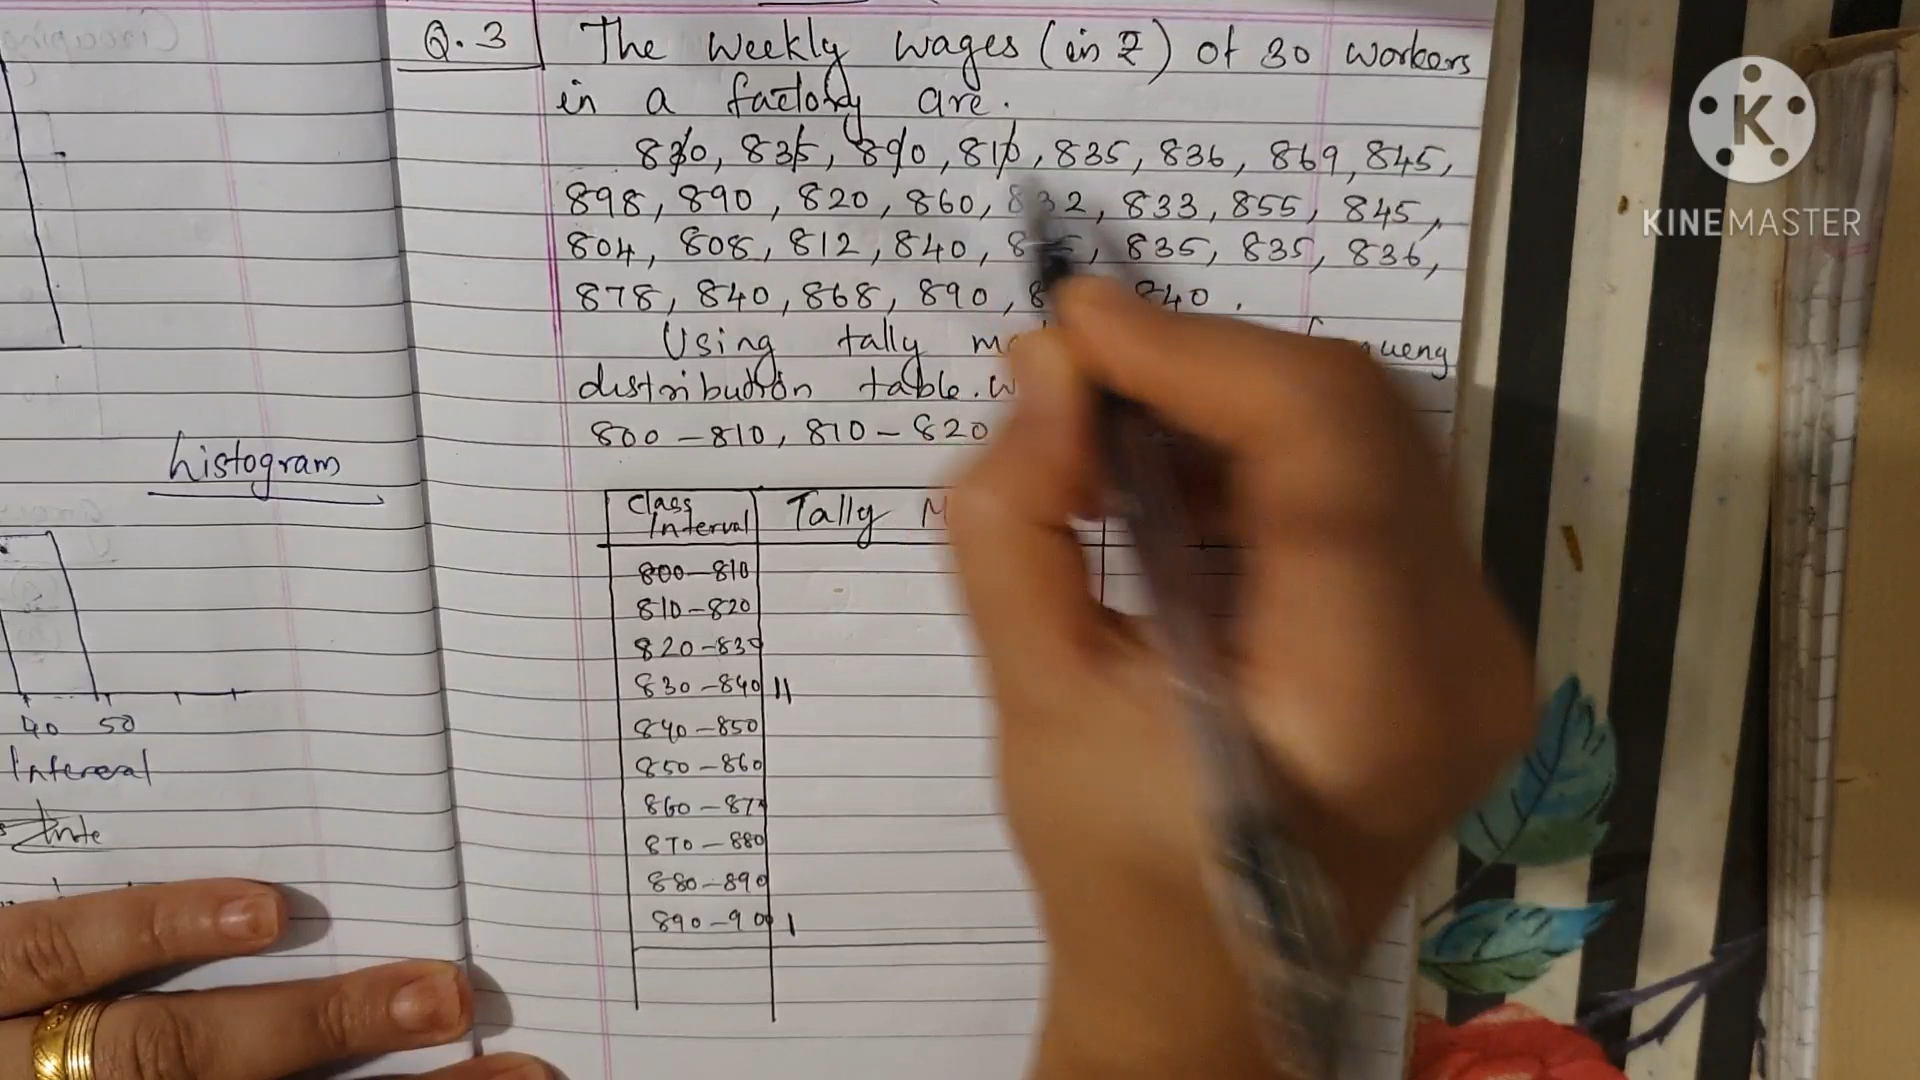 Q.3 The Weekly Wages (in ₹) of 30 workers
in a factory are.
830, 835, 890, 810, 835, 836, 869, 845,
898, 890, 820, 860, 832, 833, 855, 845,
804, 808, 812, 840, 835, 835, 836,
878, 840, 868, 890, 840.
Using tally
distribution table.
800 – 810, 810 – 820
Class Interval Tally
800–810
810–820
820–830
830–840 ||
840–850
850–860
860–870
870–880
880–890
890–900 |
histogram
40 50
K
KINEMASTER